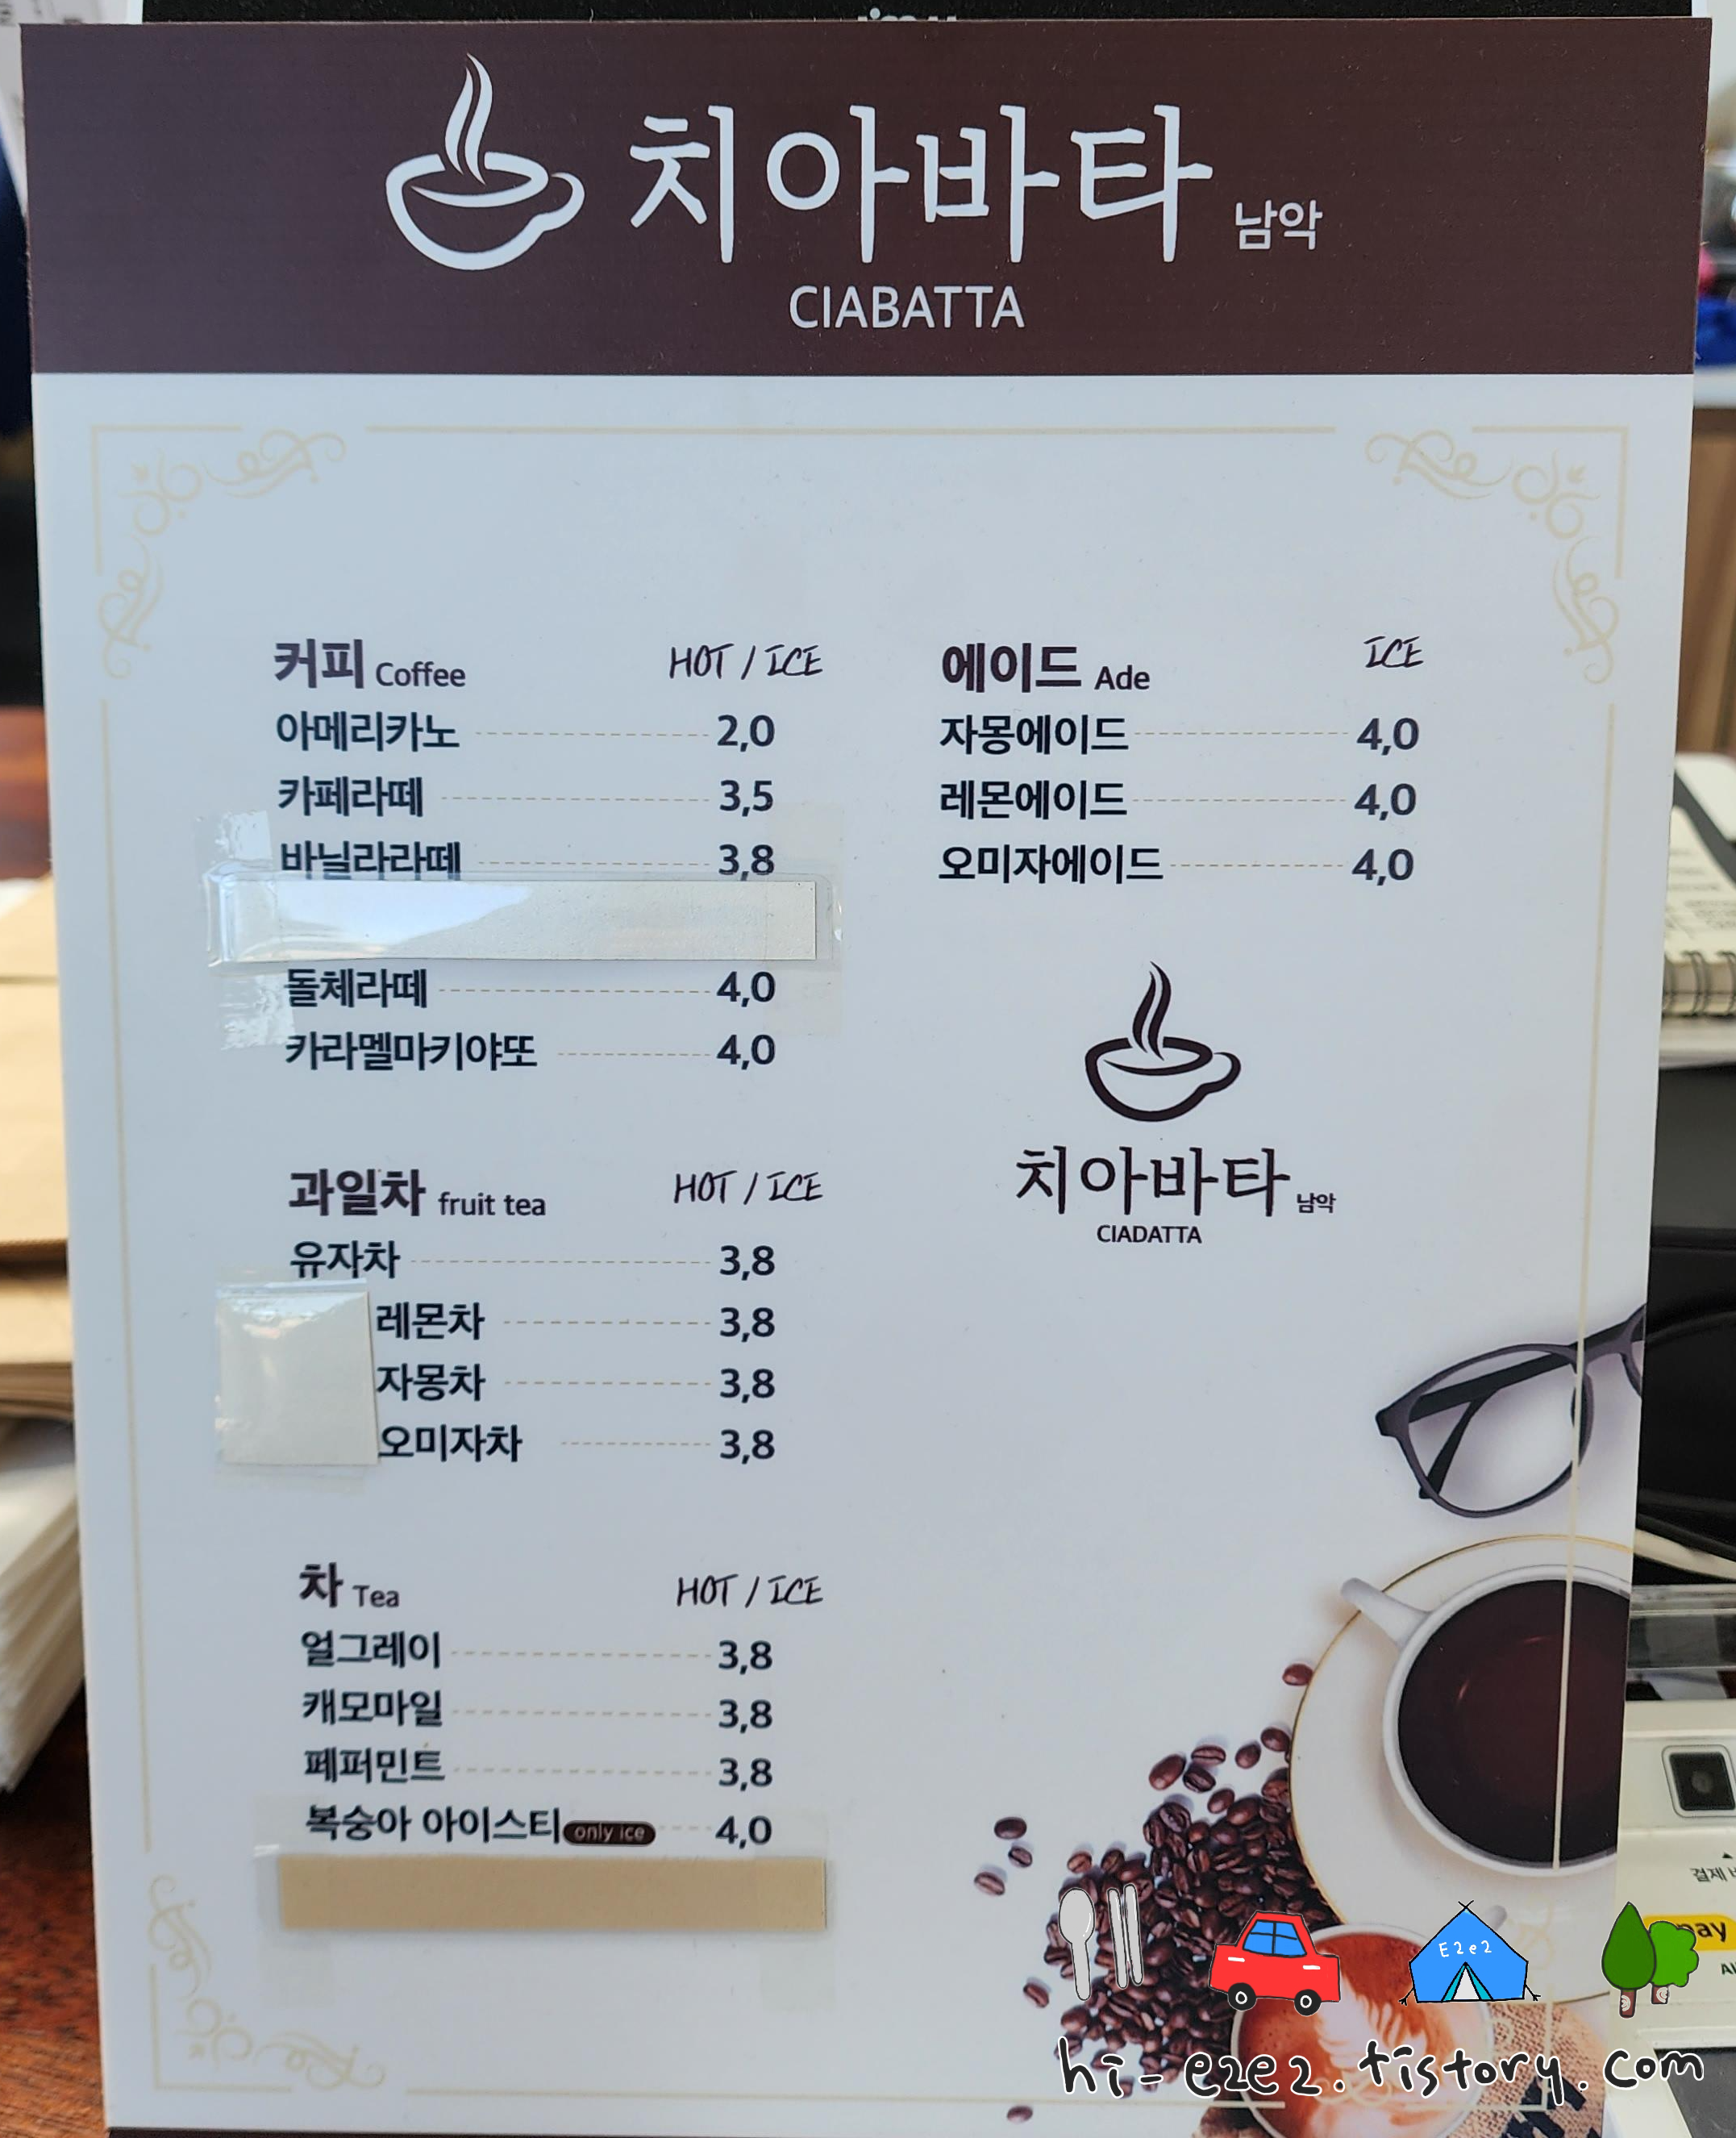 치아바타 남악
CIABATTA
커피 Coffee HOT / ICE
아메리카노 2,0
카페라떼 3,5
바닐라라떼 3,8
돌체라떼 4,0
카라멜마키야또 4,0
과일차 fruit tea HOT / ICE
유자차 3,8
레몬차 3,8
자몽차 3,8
오미자차 3,8
차 Tea HOT / ICE
얼그레이 3,8
캐모마일 3,8
페퍼민트 3,8
복숭아 아이스티 only ice 4,0
에이드 Ade ICE
자몽에이드 4,0
레몬에이드 4,0
오미자에이드 4,0
치아바타 남악
CIADATTA
결제
pay
E2e2
hi-e2e2.tistory.com